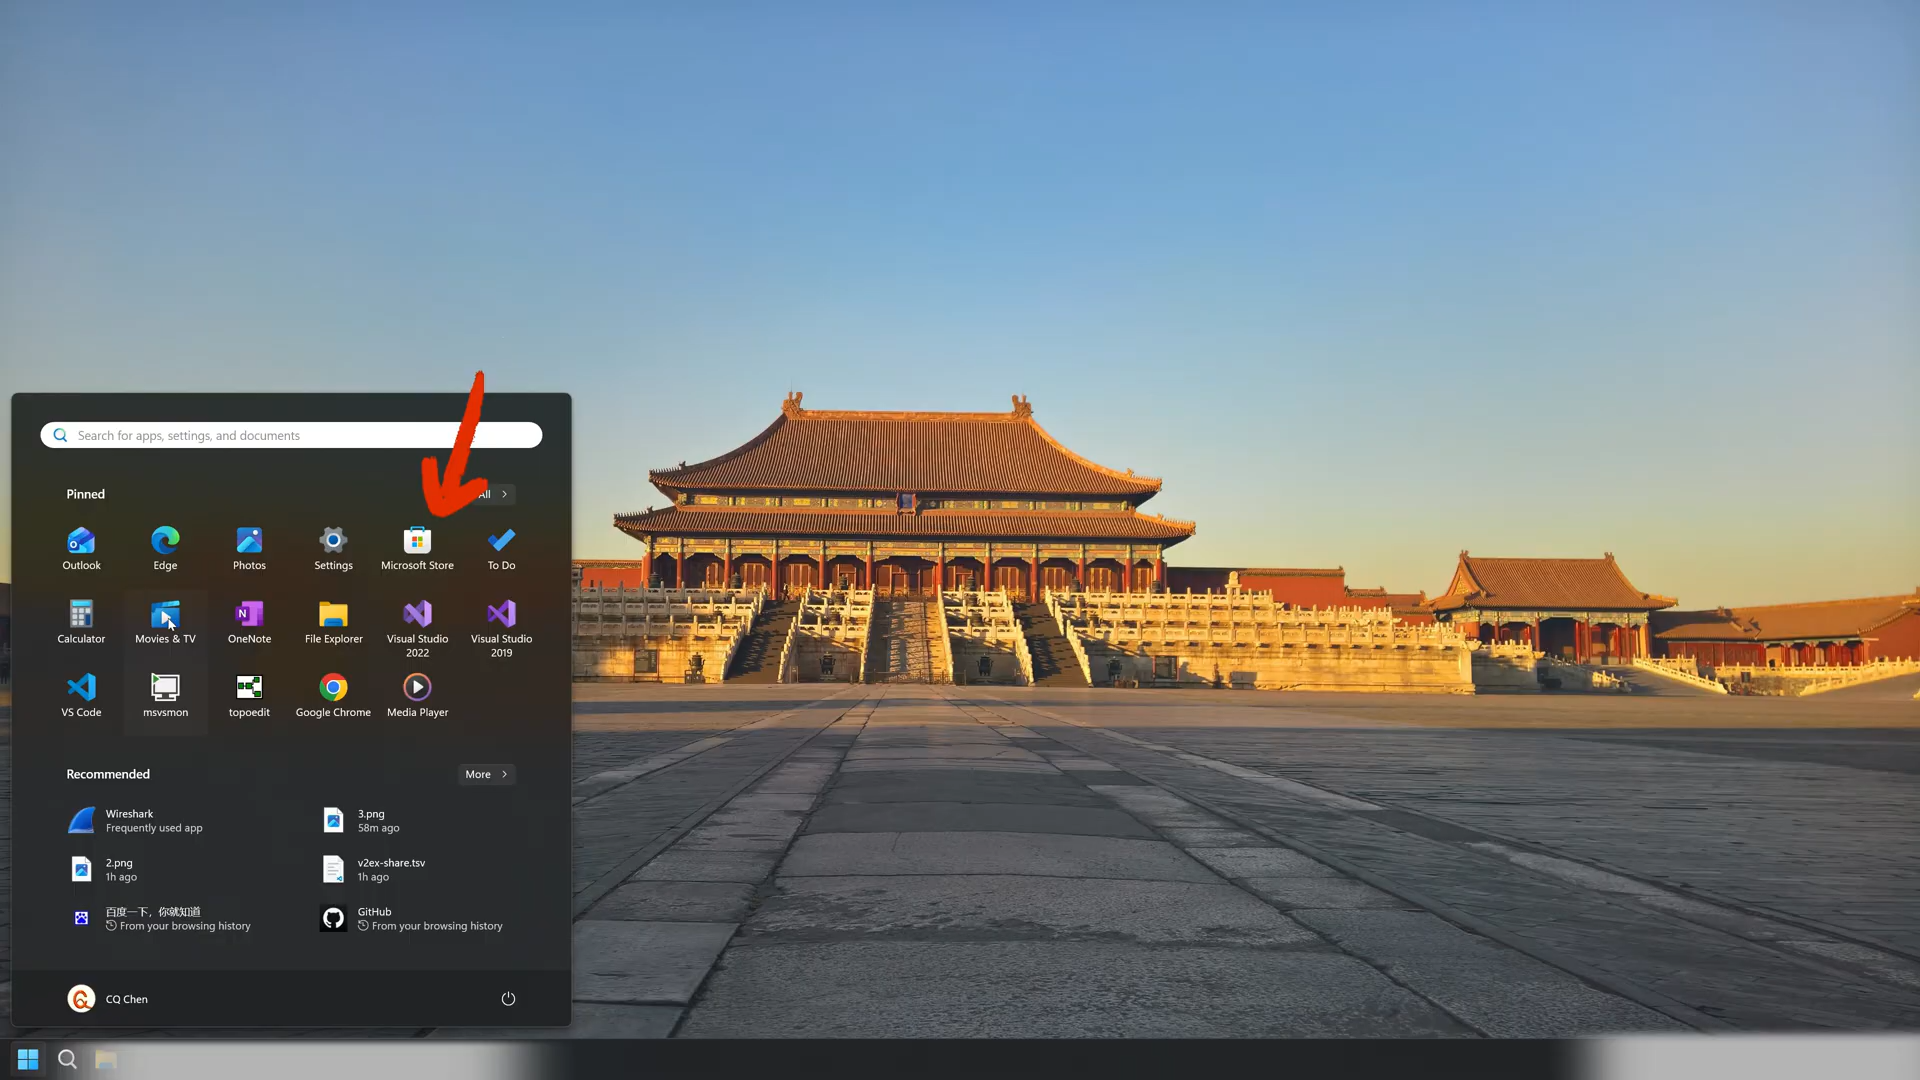 Search for apps, settings, and documents
Pinned
All
Outlook
Edge
Photos
Settings
Microsoft Store
To Do
Calculator
Movies & TV
OneNote
File Explorer
Visual Studio 2022
Visual Studio 2019
VS Code
msvsmon
topoedit
Google Chrome
Media Player
Recommended
More
Wireshark
Frequently used app
3.png
58m ago
2.png
1h ago
v2ex-share.tsv
1h ago
百度一下，你就知道
From your browsing history
GitHub
From your browsing history
CQ Chen